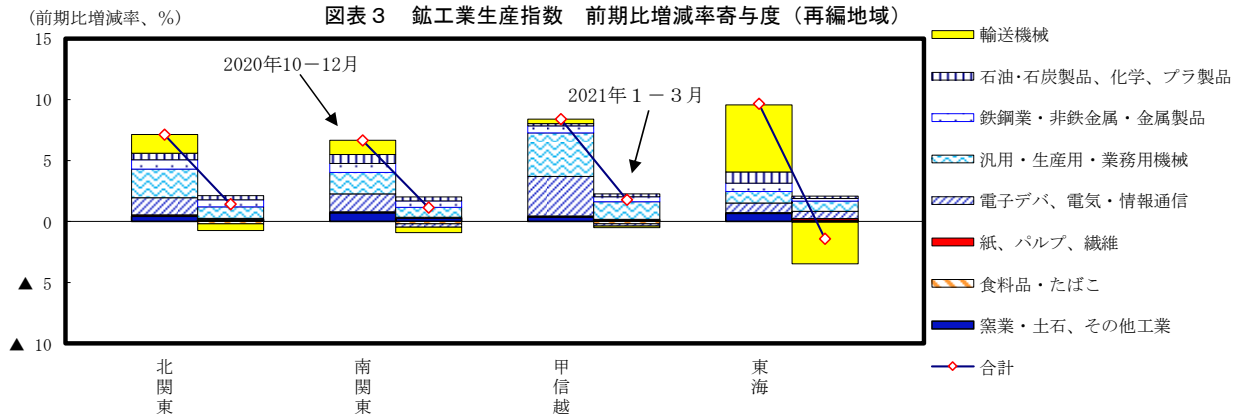 図表３　鉱工業生産指数　前期比増減率寄与度（再編地域）
(前期比増減率、%)
15
10
5
0
▲ 5
▲ 10
2020年10－12月
2021年１－３月
北関東
南関東
甲信越
東海
輸送機械
石油･石炭製品、化学、プラ製品
鉄鋼業・非鉄金属・金属製品
汎用・生産用・業務用機械
電子デバ、電気・情報通信
紙、パルプ、繊維
食料品・たばこ
窯業・土石、その他工業
合計